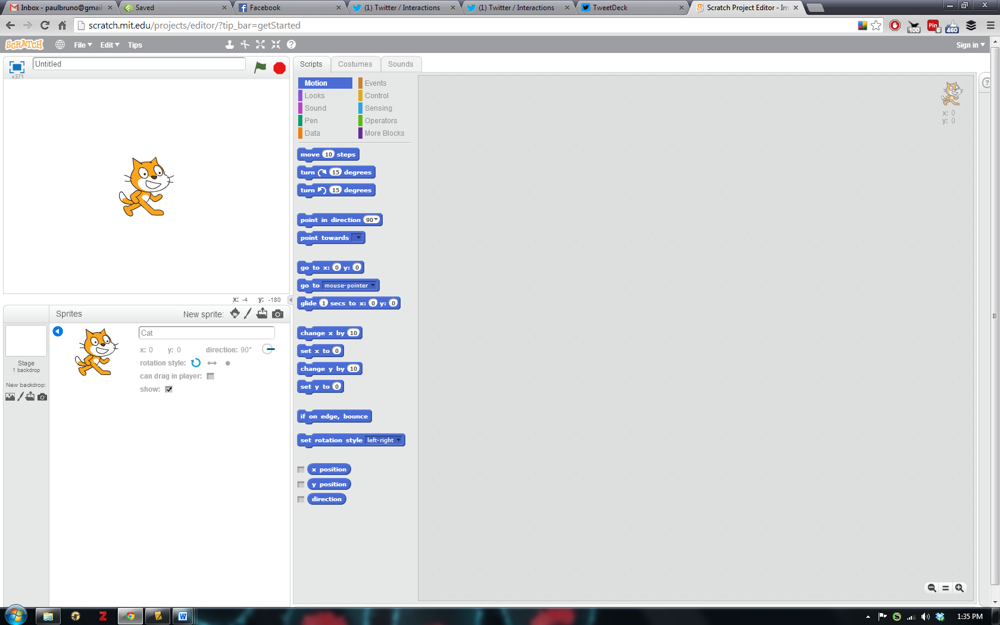 Inbox - paulbruno@gmail
Saved
Facebook
(1) Twitter / Interactions
(1) Twitter / Interactions
TweetDeck
Scratch Project Editor - Im
scratch.mit.edu/projects/editor/?tip_bar=getStarted
100
Pin 6
460
SCRATCH
File
Edit
Tips
Sign in
v371
Untitled
Scripts
Costumes
Sounds
Motion
Events
Looks
Control
Sound
Sensing
Pen
Operators
Data
More Blocks
x: 0
y: 0
move 10 steps
turn 15 degrees
turn 15 degrees
point in direction 90
point towards
go to x: 0 y: 0
go to mouse-pointer
glide 1 secs to x: 0 y: 0
change x by 10
set x to 0
change y by 10
set y to 0
if on edge, bounce
set rotation style left-right
x position
y position
direction
x: -4 y: -180
Sprites
New sprite:
Cat
x: 0 y: 0 direction: 90°
rotation style:
can drag in player:
show:
Stage
1 backdrop
New backdrop:
1:35 PM